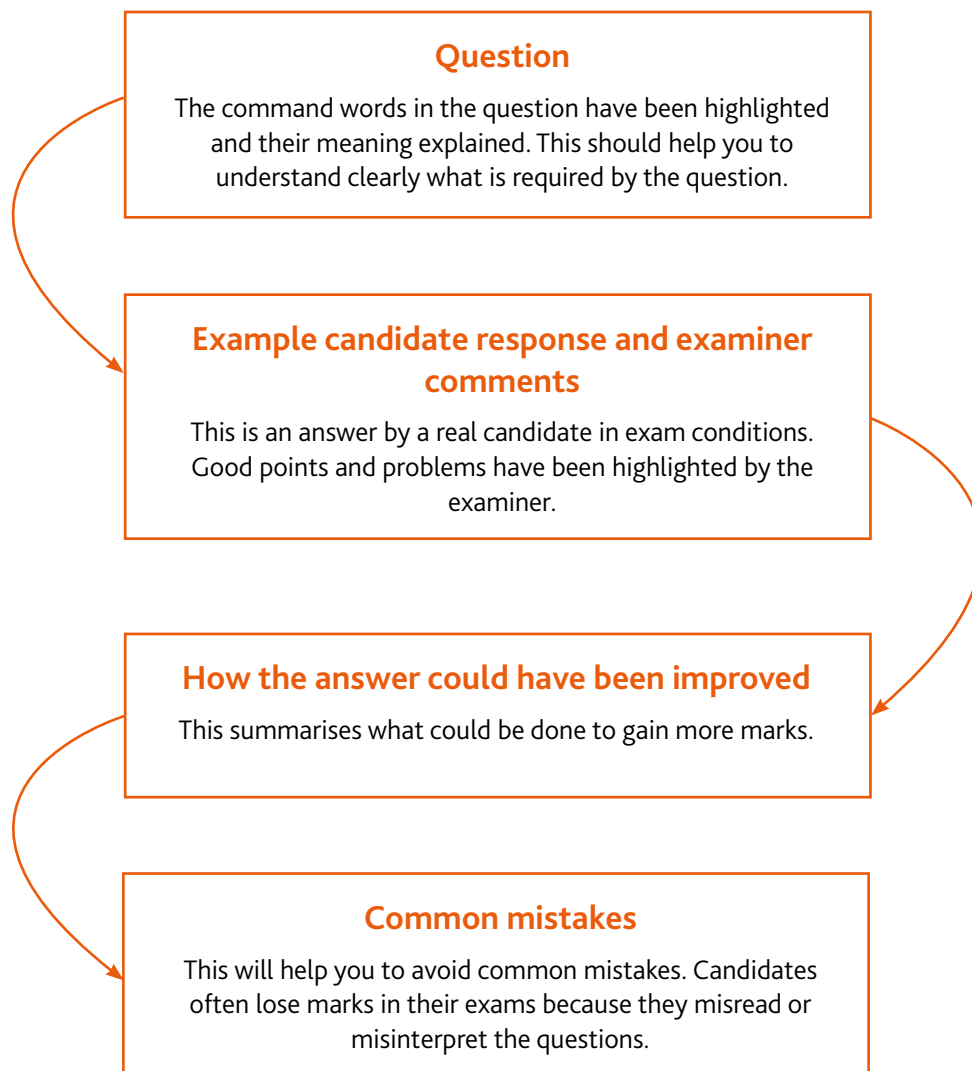 Question
The command words in the question have been highlighted
and their meaning explained. This should help you to
understand clearly what is required by the question.
Example candidate response and examiner
comments
This is an answer by a real candidate in exam conditions.
Good points and problems have been highlighted by the
examiner.
How the answer could have been improved
This summarises what could be done to gain more marks.
Common mistakes
This will help you to avoid common mistakes. Candidates
often lose marks in their exams because they misread or
misinterpret the questions.